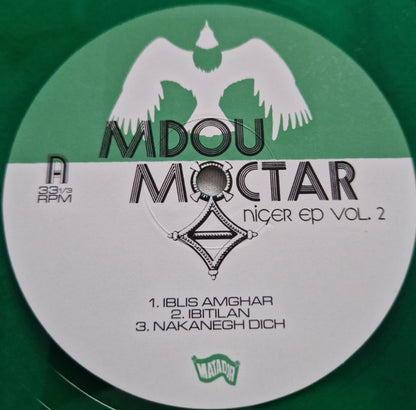 MDOU
MOCTAR
A
33 1/3
RPM
NIGER EP VOL. 2
1. IBLIS AMGHAR
2. IBITILAN
3. NAKANEGH DICH
MATADOR